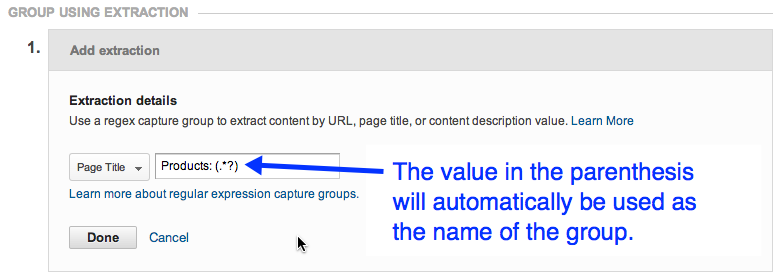 GROUP USING EXTRACTION
1.
Add extraction
Extraction details
Use a regex capture group to extract content by URL, page title, or content description value. Learn More
Page Title
Products: (.*?)
The value in the parenthesis
will automatically be used as
the name of the group.
Learn more about regular expression capture groups.
Done Cancel